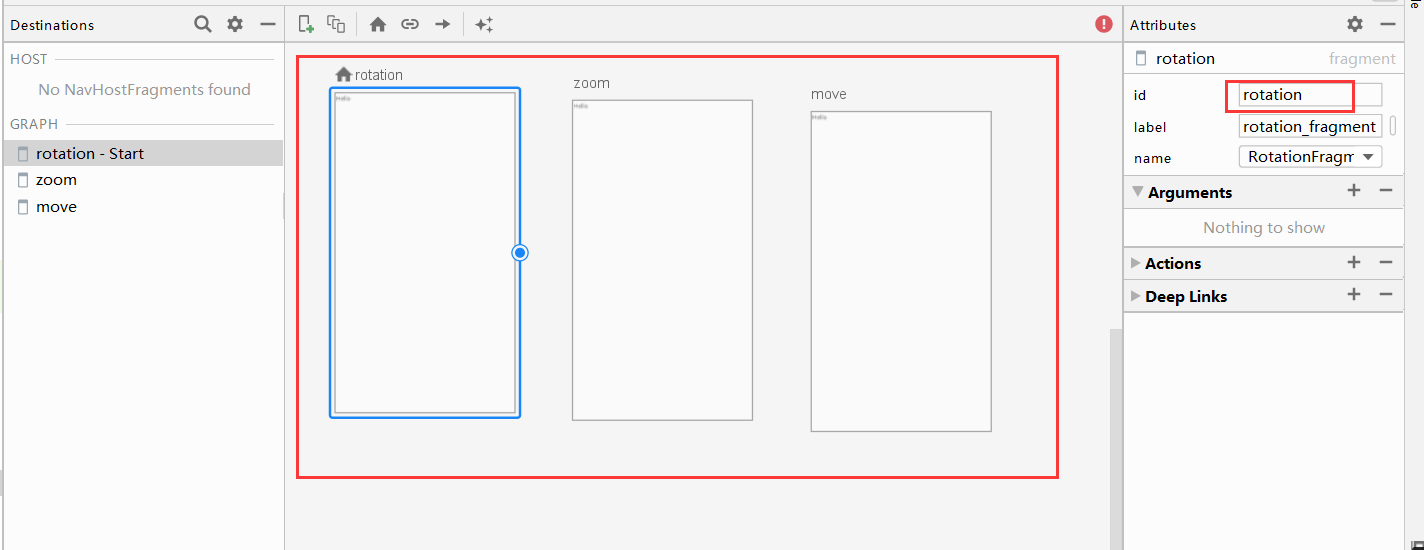 Destinations
HOST
No NavHostFragments found
GRAPH
rotation - Start
zoom
move
rotation
Hello
zoom
Hello
move
Hello
Attributes
rotation
fragment
id
rotation
label
rotation_fragment
name
RotationFragm
Arguments
Nothing to show
Actions
Deep Links